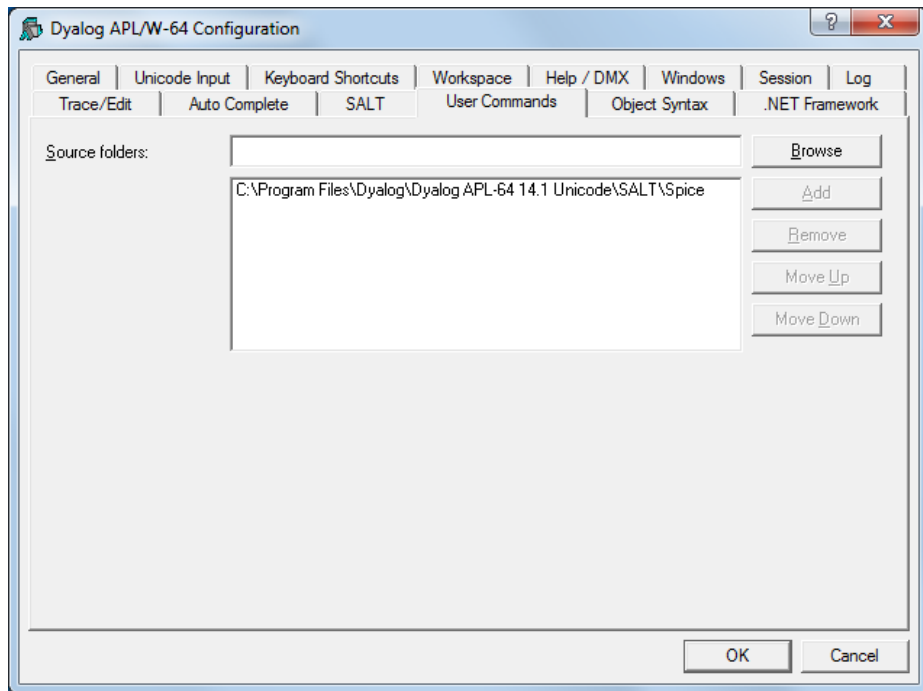 Dyalog APL/W-64 Configuration
General Unicode Input Keyboard Shortcuts Workspace Help / DMX Windows Session Log
Trace/Edit Auto Complete SALT User Commands Object Syntax .NET Framework
Source folders: Browse
C:\Program Files\Dyalog\Dyalog APL-64 14.1 Unicode\SALT\Spice Add
Remove
Move Up
Move Down
OK Cancel